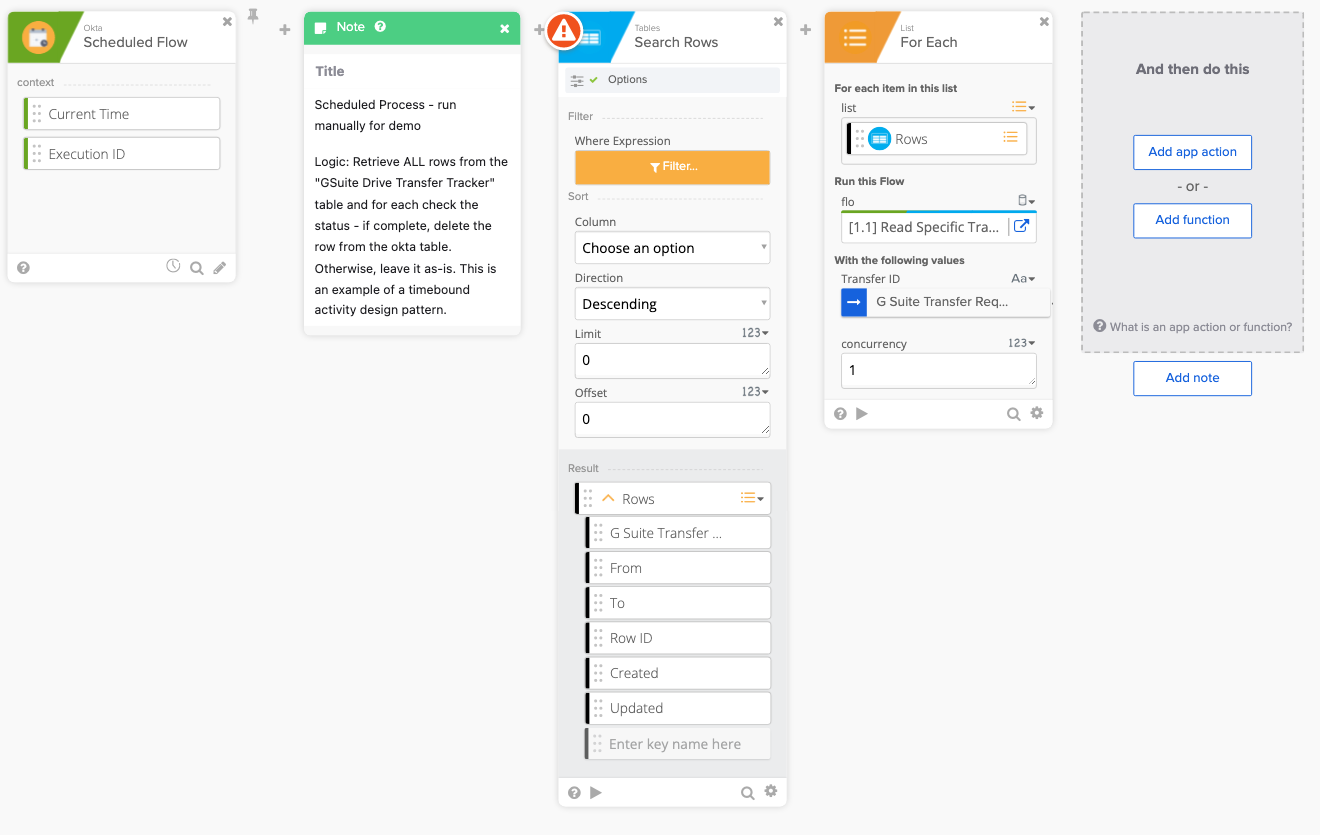 Okta
Scheduled Flow
context
Current Time
Execution ID
Note
Title
Scheduled Process - run
manually for demo
Logic: Retrieve ALL rows from the
"GSuite Drive Transfer Tracker"
table and for each check the
status - if complete, delete the
row from the okta table.
Otherwise, leave it as-is. This is
an example of a timebound
activity design pattern.
Tables
Search Rows
Options
Filter
Where Expression
Filter...
Sort
Column
Choose an option
Direction
Descending
Limit 123
0
Offset 123
0
Result
Rows
G Suite Transfer ...
From
To
Row ID
Created
Updated
Enter key name here
List
For Each
For each item in this list
list
Rows
Run this Flow
flo
[1.1] Read Specific Tra...
With the following values
Transfer ID Aa
G Suite Transfer Req...
concurrency 123
1
And then do this
Add app action
- or -
Add function
What is an app action or function?
Add note